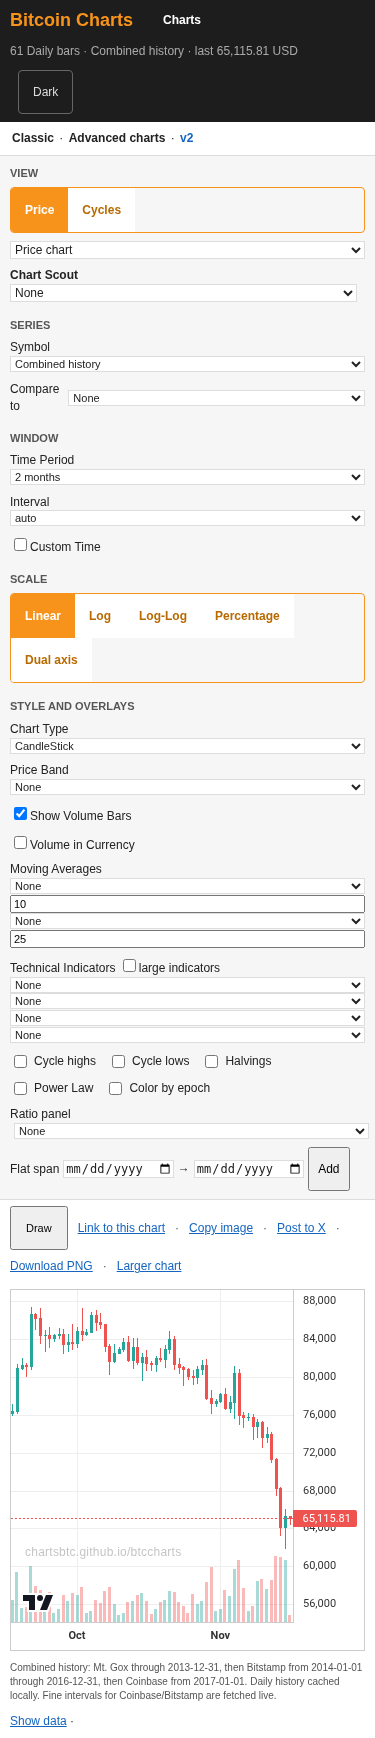 Bitcoin Charts Charts
61 Daily bars · Combined history · last 65,115.81 USD
Dark
Classic · Advanced charts · v2
VIEW
Price Cycles
Price chart
Chart Scout
None
SERIES
Symbol
Combined history
Compare to None
WINDOW
Time Period
2 months
Interval
auto
Custom Time
SCALE
Linear Log Log-Log Percentage
Dual axis
STYLE AND OVERLAYS
Chart Type
CandleStick
Price Band
None
Show Volume Bars
Volume in Currency
Moving Averages
None
10
None
25
Technical Indicators large indicators
None
None
None
None
Cycle highs Cycle lows Halvings
Power Law Color by epoch
Ratio panel
None
Flat span mm/dd/yyyy → mm/dd/yyyy Add
Draw Link to this chart · Copy image · Post to X ·
Download PNG · Larger chart
88,000
84,000
80,000
76,000
72,000
68,000
65,115.81
64,000
60,000
chartsbtc.github.io/btccharts
56,000
Oct Nov
Combined history: Mt. Gox through 2013-12-31, then Bitstamp from 2014-01-01
through 2016-12-31, then Coinbase from 2017-01-01. Daily history cached
locally. Fine intervals for Coinbase/Bitstamp are fetched live.
Show data ·